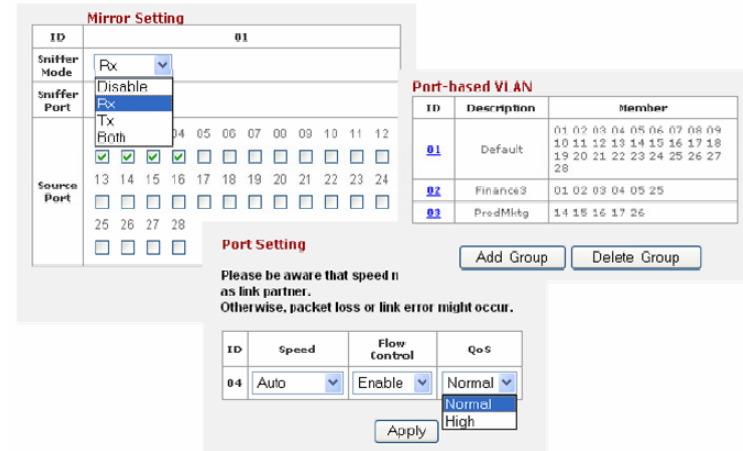 Mirror Setting
ID 01
Sniffer Mode Rx
Disable
Rx
Tx
Both
Sniffer Port
04 05 06 07 08 09 10 11 12
Source Port
13 14 15 16 17 18 19 20 21 22 23 24
25 26 27 28
Port-based VLAN
ID Description Member
01 Default
01 02 03 04 05 06 07 08 09
10 11 12 13 14 15 16 17 18
19 20 21 22 23 24 25 26 27
28
02 Finance3 01 02 03 04 05 25
03 ProdMktg 14 15 16 17 26
Add Group Delete Group
Port Setting
Please be aware that speed
as link partner.
Otherwise, packet loss or link error might occur.
ID Speed Flow Control QoS
04 Auto Enable Normal
Normal
High
Apply